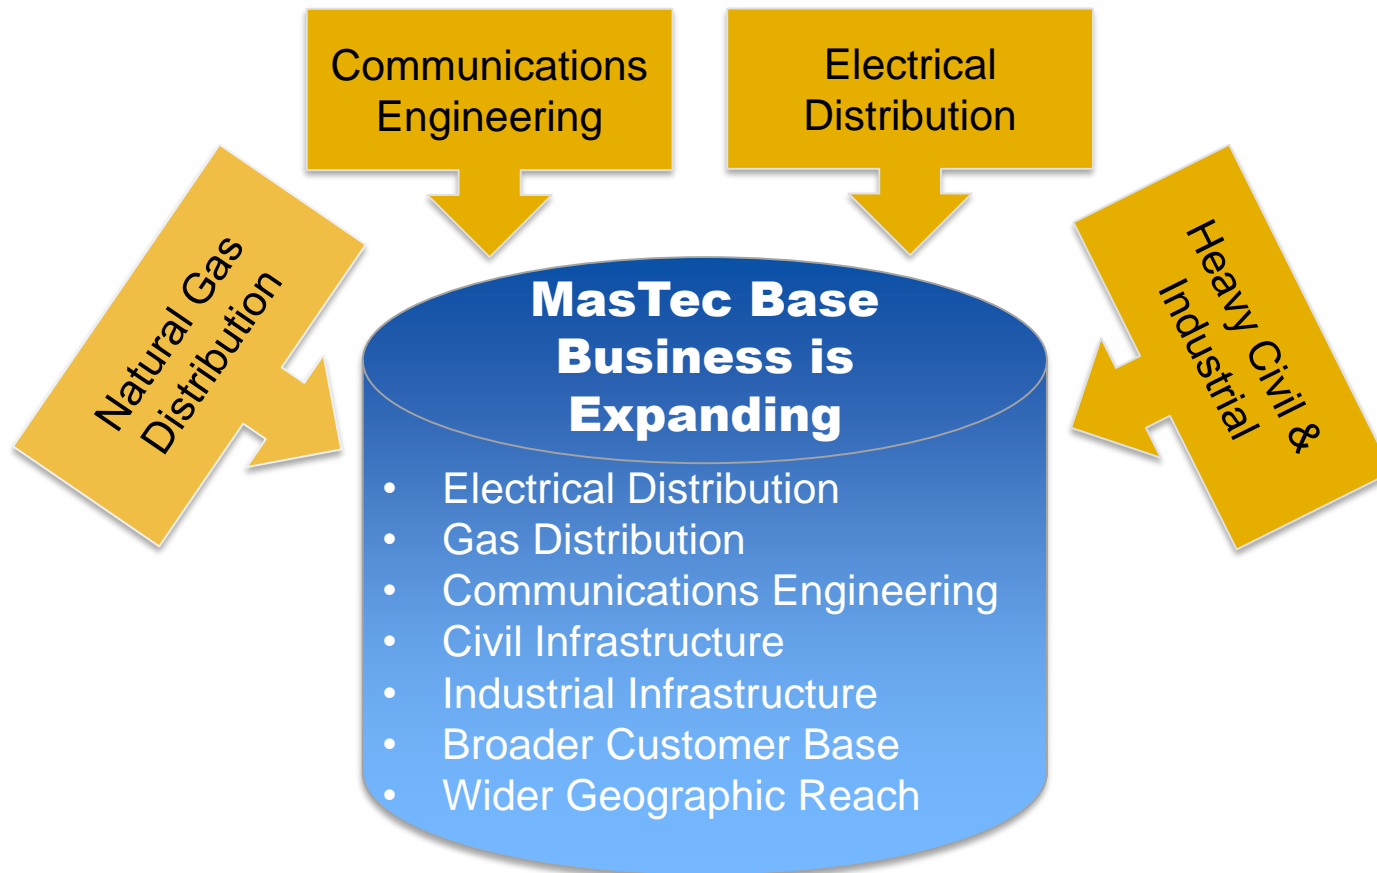 Communications
Engineering
Electrical
Distribution
Natural Gas
Distribution
Heavy Civil &
Industrial
MasTec Base
Business is
Expanding
• Electrical Distribution
• Gas Distribution
• Communications Engineering
• Civil Infrastructure
• Industrial Infrastructure
• Broader Customer Base
• Wider Geographic Reach